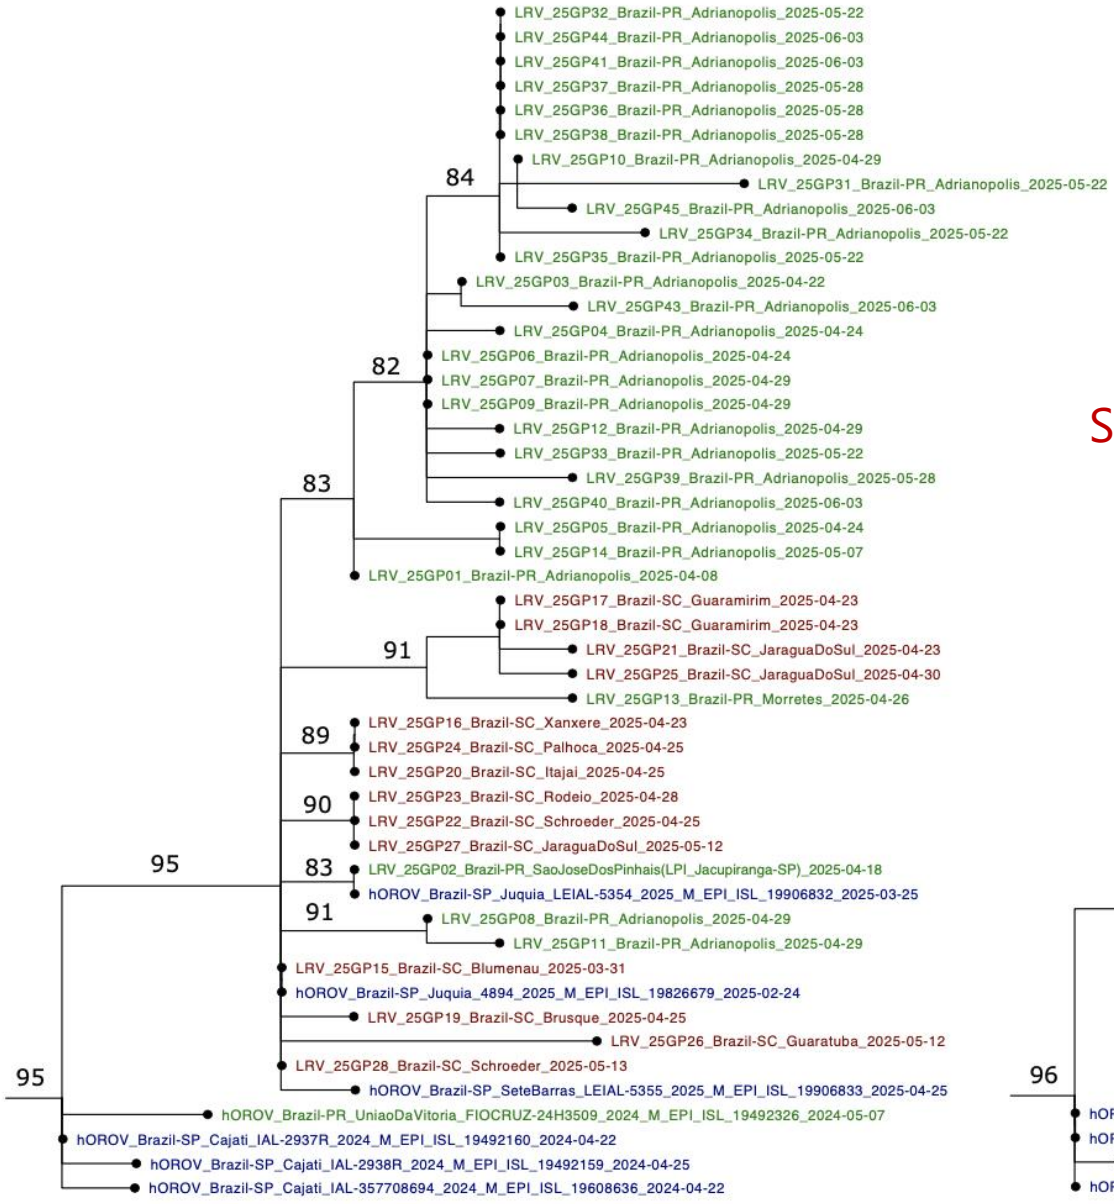 LRV_25GP32_Brazil-PR_Adrianopolis_2025-05-22
LRV_25GP44_Brazil-PR_Adrianopolis_2025-06-03
LRV_25GP41_Brazil-PR_Adrianopolis_2025-06-03
LRV_25GP37_Brazil-PR_Adrianopolis_2025-05-28
LRV_25GP36_Brazil-PR_Adrianopolis_2025-05-28
LRV_25GP38_Brazil-PR_Adrianopolis_2025-05-28
LRV_25GP10_Brazil-PR_Adrianopolis_2025-04-29
84
LRV_25GP31_Brazil-PR_Adrianopolis_2025-05-22
LRV_25GP45_Brazil-PR_Adrianopolis_2025-06-03
LRV_25GP34_Brazil-PR_Adrianopolis_2025-05-22
LRV_25GP35_Brazil-PR_Adrianopolis_2025-05-22
LRV_25GP03_Brazil-PR_Adrianopolis_2025-04-22
LRV_25GP43_Brazil-PR_Adrianopolis_2025-06-03
LRV_25GP04_Brazil-PR_Adrianopolis_2025-04-24
LRV_25GP06_Brazil-PR_Adrianopolis_2025-04-24
82
LRV_25GP07_Brazil-PR_Adrianopolis_2025-04-29
LRV_25GP09_Brazil-PR_Adrianopolis_2025-04-29
LRV_25GP12_Brazil-PR_Adrianopolis_2025-04-29
S
LRV_25GP33_Brazil-PR_Adrianopolis_2025-05-22
LRV_25GP39_Brazil-PR_Adrianopolis_2025-05-28
83
LRV_25GP40_Brazil-PR_Adrianopolis_2025-06-03
LRV_25GP05_Brazil-PR_Adrianopolis_2025-04-24
LRV_25GP14_Brazil-PR_Adrianopolis_2025-05-07
LRV_25GP01_Brazil-PR_Adrianopolis_2025-04-08
LRV_25GP17_Brazil-SC_Guaramirim_2025-04-23
LRV_25GP18_Brazil-SC_Guaramirim_2025-04-23
91
LRV_25GP21_Brazil-SC_JaraguaDoSul_2025-04-23
LRV_25GP25_Brazil-SC_JaraguaDoSul_2025-04-30
LRV_25GP13_Brazil-PR_Morretes_2025-04-26
LRV_25GP16_Brazil-SC_Xanxere_2025-04-23
89
LRV_25GP24_Brazil-SC_Palhoca_2025-04-25
LRV_25GP20_Brazil-SC_Itajai_2025-04-25
LRV_25GP23_Brazil-SC_Rodeio_2025-04-28
90
LRV_25GP22_Brazil-SC_Schroeder_2025-04-25
LRV_25GP27_Brazil-SC_JaraguaDoSul_2025-05-12
95
83
LRV_25GP02_Brazil-PR_SaoJoseDosPinhais(LPI_Jacupiranga-SP)_2025-04-18
hOROV_Brazil-SP_Juquia_LEIAL-5354_2025_M_EPI_ISL_19906832_2025-03-25
91
LRV_25GP08_Brazil-PR_Adrianopolis_2025-04-29
LRV_25GP11_Brazil-PR_Adrianopolis_2025-04-29
LRV_25GP15_Brazil-SC_Blumenau_2025-03-31
hOROV_Brazil-SP_Juquia_4894_2025_M_EPI_ISL_19826679_2025-02-24
LRV_25GP19_Brazil-SC_Brusque_2025-04-25
LRV_25GP26_Brazil-SC_Guaratuba_2025-05-12
LRV_25GP28_Brazil-SC_Schroeder_2025-05-13
95
96
hOROV_Brazil-SP_SeteBarras_LEIAL-5355_2025_M_EPI_ISL_19906833_2025-04-25
hOROV_Brazil-PR_UniaoDaVitoria_FIOCRUZ-24H3509_2024_M_EPI_ISL_19492326_2024-05-07
hOROV_Brazil-SP_Cajati_IAL-2937R_2024_M_EPI_ISL_19492160_2024-04-22
hOROV_Brazil-SP_Cajati_IAL-2938R_2024_M_EPI_ISL_19492159_2024-04-25
hOROV_Brazil-SP_Cajati_IAL-357708694_2024_M_EPI_ISL_19608636_2024-04-22